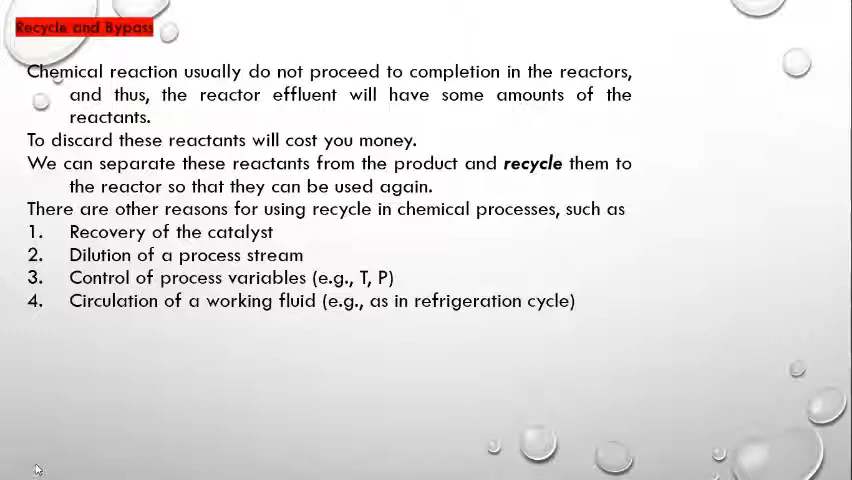 Recycle and Bypass
Chemical reaction usually do not proceed to completion in the reactors,
and thus, the reactor effluent will have some amounts of the
reactants.
To discard these reactants will cost you money.
We can separate these reactants from the product and recycle them to
the reactor so that they can be used again.
There are other reasons for using recycle in chemical processes, such as
1. Recovery of the catalyst
2. Dilution of a process stream
3. Control of process variables (e.g., T, P)
4. Circulation of a working fluid (e.g., as in refrigeration cycle)